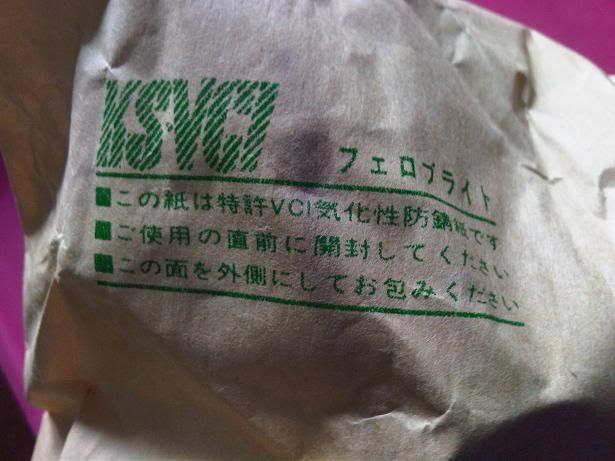 KSVCI フェロブライト
■この紙は特許VCI気化性防錆紙です
■ご使用の直前に開封してください
■この面を外側にしてお包みください